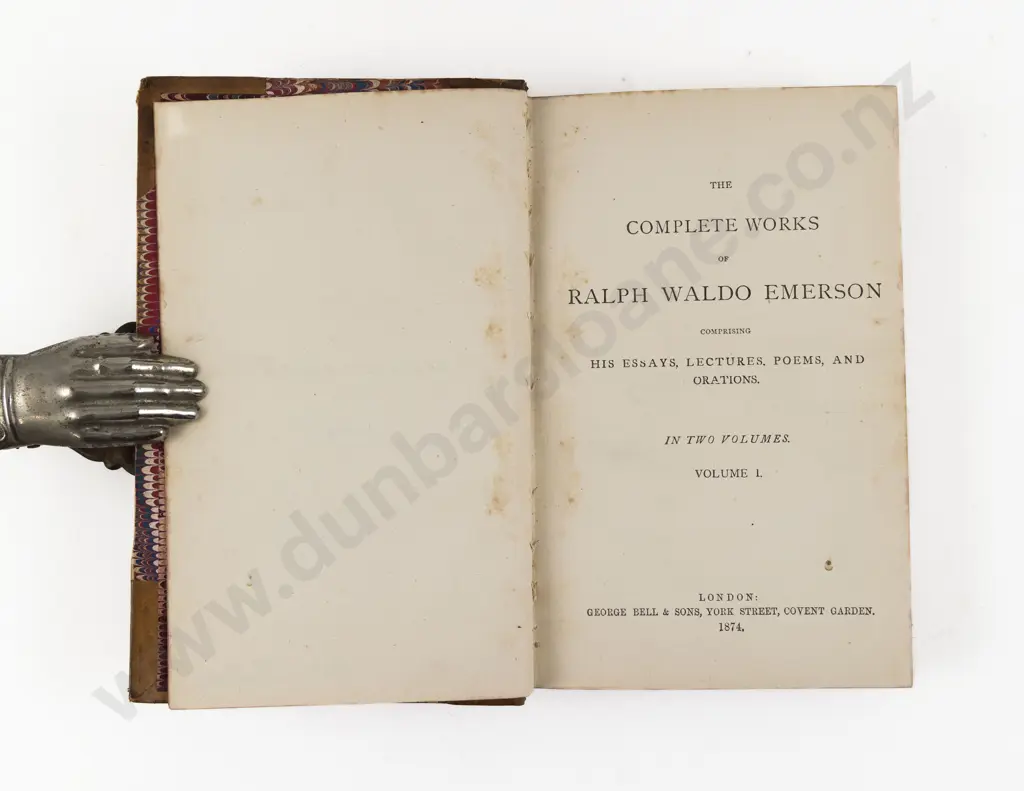 THE
COMPLETE WORKS
OF
RALPH WALDO EMERSON
COMPRISING
HIS ESSAYS, LECTURES, POEMS, AND
ORATIONS.
IN TWO VOLUMES.
VOLUME I.
LONDON:
GEORGE BELL & SONS, YORK STREET, COVENT GARDEN.
1874.
www.dunbarsloane.co.nz